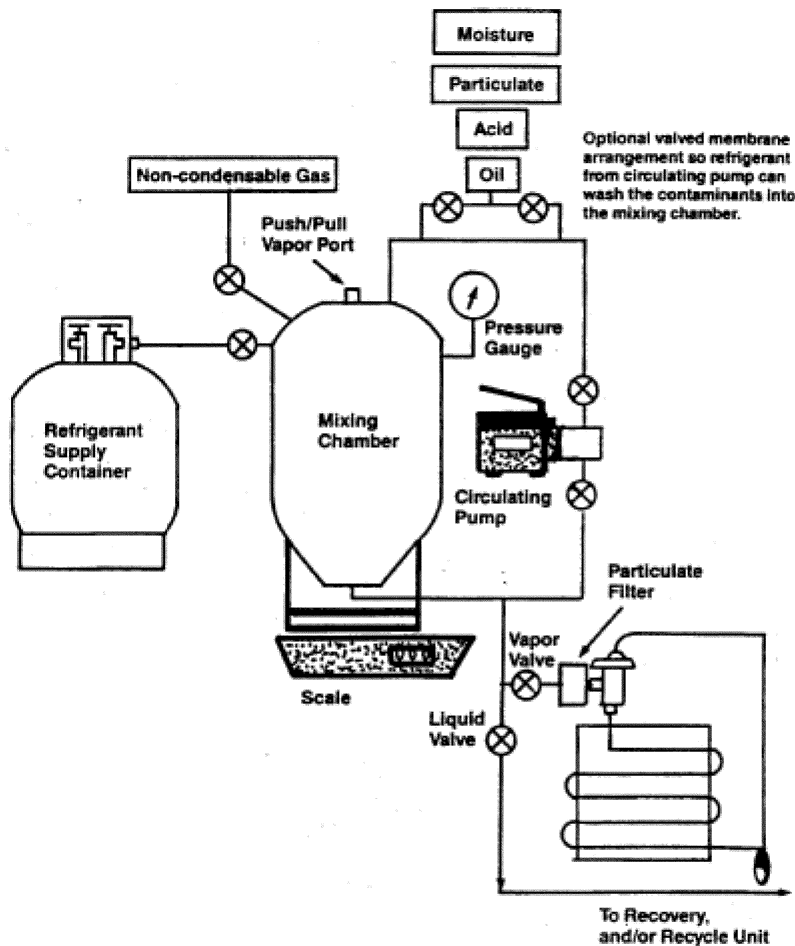 Moisture
Particulate
Acid
Oil
Optional valved membrane
arrangement so refrigerant
from circulating pump can
wash the contaminants into
the mixing chamber.
Non-condensable Gas
Push/Pull
Vapor Port
Pressure
Gauge
Mixing
Chamber
Refrigerant
Supply
Container
Circulating
Pump
Particulate
Filter
Vapor
Valve
Scale
Liquid
Valve
To Recovery,
and/or Recycle Unit